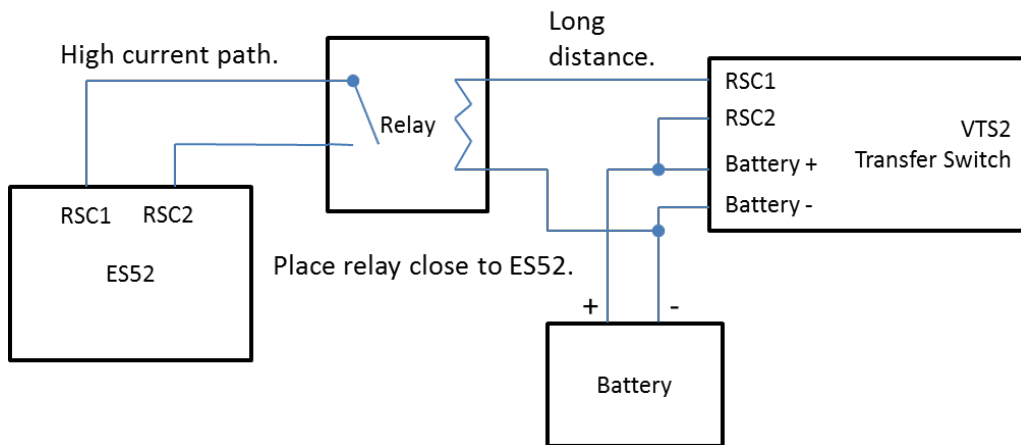 High current path.
Long
distance.
Relay
RSC1
RSC2
Battery +
Battery -
VTS2
Transfer Switch
RSC1
RSC2
ES52
Place relay close to ES52.
+
-
Battery